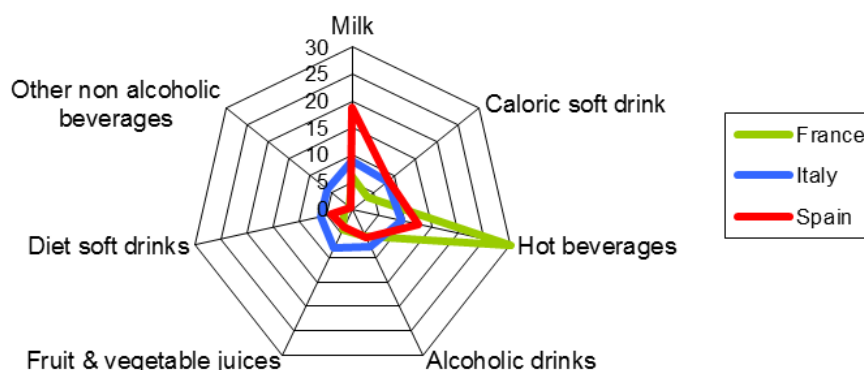 Milk
30
25
20
15
10
5
0
Other non alcoholic
beverages
Caloric soft drink
France
Italy
Spain
Diet soft drinks
Hot beverages
Fruit & vegetable juices
Alcoholic drinks